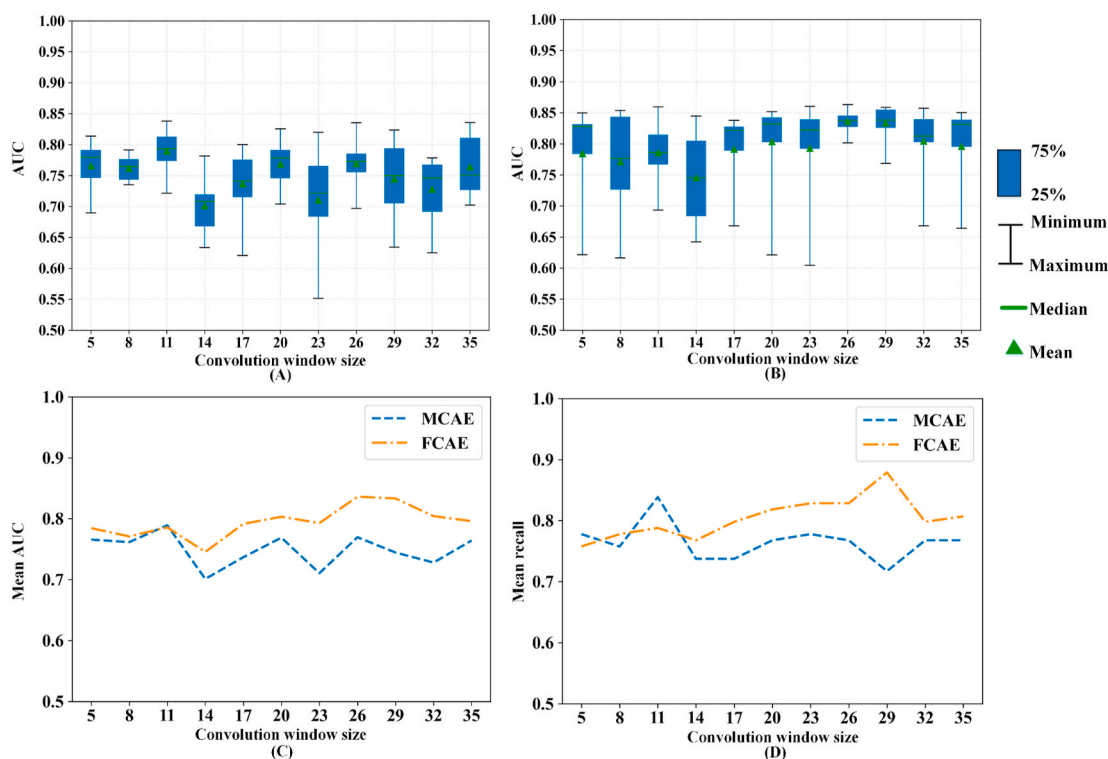 1.00
0.95
0.90
0.85
0.80
0.75
0.70
0.65
0.60
0.55
0.50
AUC
5 8 11 14 17 20 23 26 29 32 35
Convolution window size
(A)
1.00
0.95
0.90
0.85
0.80
0.75
0.70
0.65
0.60
0.55
0.50
AUC
5 8 11 14 17 20 23 26 29 32 35
Convolution window size
(B)
75%
25%
Minimum
Maximum
Median
Mean
1.0
0.9
0.8
0.7
0.6
0.5
Mean AUC
MCAE
FCAE
5 8 11 14 17 20 23 26 29 32 35
Convolution window size
(C)
1.0
0.9
0.8
0.7
0.6
0.5
Mean recall
MCAE
FCAE
5 8 11 14 17 20 23 26 29 32 35
Convolution window size
(D)